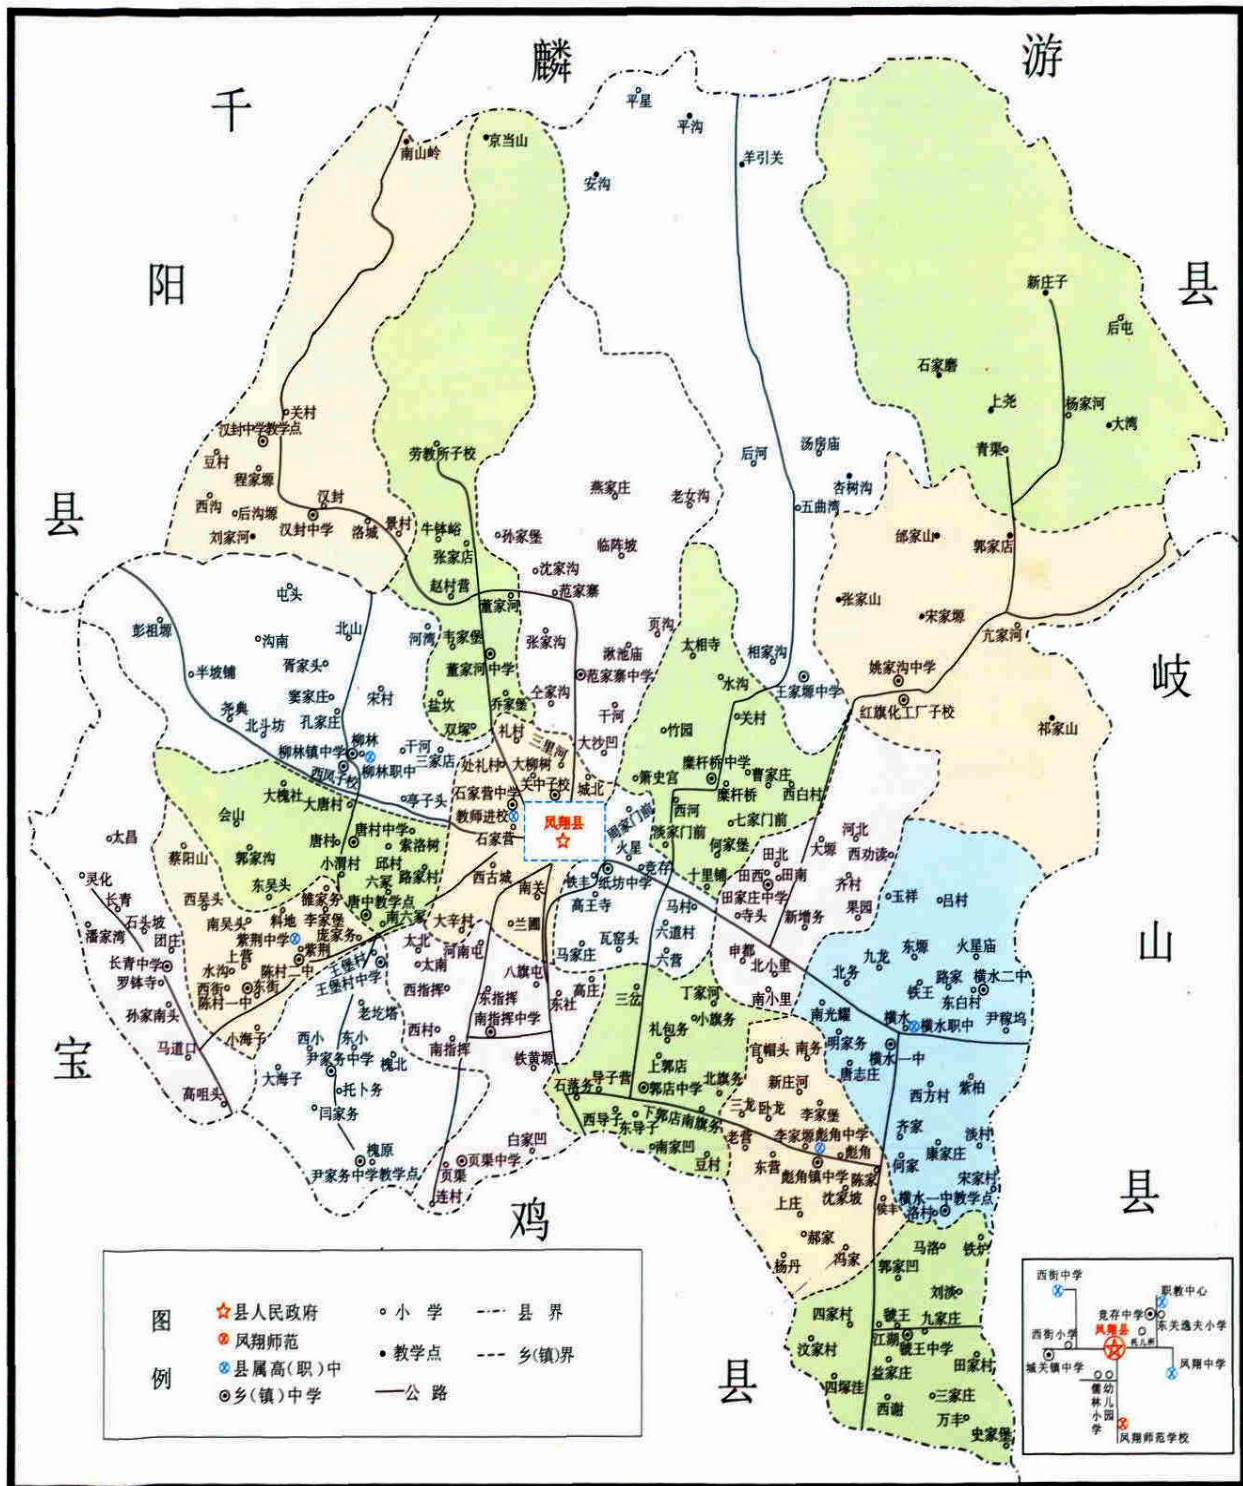 麟
游
千
平星
平沟
南山岭
京当山
羊引关
安沟
阳
县
新庄子
后屯
石家磨
上尧
杨家河
大湾
关村
汉封中学教学点
青渠
豆村
劳教所子校
后河
汤房庙
程家塬
杏树沟
燕家庄
老女沟
西沟
汉封
五曲湾
县
后沟塬
景村
汉封中学
洛城
牛钵峪
孙家堡
刘家河
张家店
临阵坡
邰家山
郭家店
沈家沟
赵村营
范家寨
屯头
董家河
张家山
宋家塬
彭祖塬
北山
河湾
页沟
沟南
韦家堡
张家沟
太相寺
亢家河
湫池庙
相家沟
胥家头
董家河中学
范家寨中学
姚家沟中学
岐
半坡铺
水沟
王家塬中学
窦家庄
宋村
盐坎
乔家堡
仝家沟
尧典
孔家庄
干河
关村
红旗化工厂子校
北斗坊
双塚
礼村
三里河
竹园
祁家山
柳林
干河
大沙凹
柳林镇中学
三家店
处礼村
大柳树
糜杆桥中学
西凤子校
柳林职中
关中子校
城北
箫史宫
曹家庄
大槐社
石家营中学
糜杆桥
西白村
大唐村
亭子头
西河
会山
教师进校
凤翔县
周家门前
七家门前
唐村
唐村中学
石家营
淡家门前
河北
太昌
索洛树
火星
何家堡
大塬
西劝读
蔡阳山
郭家沟
小渭村
邱村
竞存
田北
灵化
路家村
西古城
铁丰
纸坊中学
十里铺
田西
田南
齐村
东吴头
六冢
南关
高王寺
田家庄中学
玉祥
吕村
长青
西吴头
雒家务
唐中教学点
马村
果园
石头坡
料地
李家堡
南六冢
大辛村
兰圃
寺头
新增务
潘家湾
团庄
南吴头
庞家务
六道村
山
紫荆中学
紫荆
太北
河南屯
瓦窑头
东塬
火星庙
长青中学
上营
王堡村
马家庄
六营
申都
九龙
水沟
陈村二中
王堡村中学
太南
八旗屯
北小里
北务
路家
横水二中
罗钵寺
西街
东街
西指挥
东指挥
高庄
三岔
丁家河
铁王
东白村
陈村一中
老圪塔
东社
南小里
孙家南头
南指挥中学
小旗务
南光耀
横水
横水职中
尹稼坞
宝
小海子
西小
东小
西村
礼包务
马道口
尹家务中学
槐北
南指挥
官帽头
南务
明家务
横水一中
铁黄塬
上郭店
大海子
唐志庄
高咀头
托卜务
石落务
导子营
郭店中学
北旗务
新庄河
西方村
紫柏
闫家务
三龙
卧龙
李家堡
西导子
东导子
下郭店
南旗务
齐家
淡村
槐原
白家凹
老营
李家塬
彪角中学
南家凹
康家庄
尹家务中学教学点
页渠
页渠中学
豆村
东营
彪角
何家
连村
彪角镇中学
陈家
宋家村
横水一中教学点
县
鸡
上庄
沈家坡
侯丰
洛村
郝家
马洛
铁炉
杨丹
冯家
郭家凹
刘淡
县
四家村
虢王
九家庄
汶家村
江湖
虢王中学
益家庄
田家村
四塚洼
三家庄
西谢
万丰
史家堡
图例
县人民政府
小学
县界
凤翔师范
县属高(职)中
教学点
乡(镇)界
乡(镇)中学
公路
西街中学
职教中心
竞存中学
凤翔县
东关逸夫小学
西街小学
城关镇中学
凤翔中学
儒林小学
幼儿园
凤翔师范学校